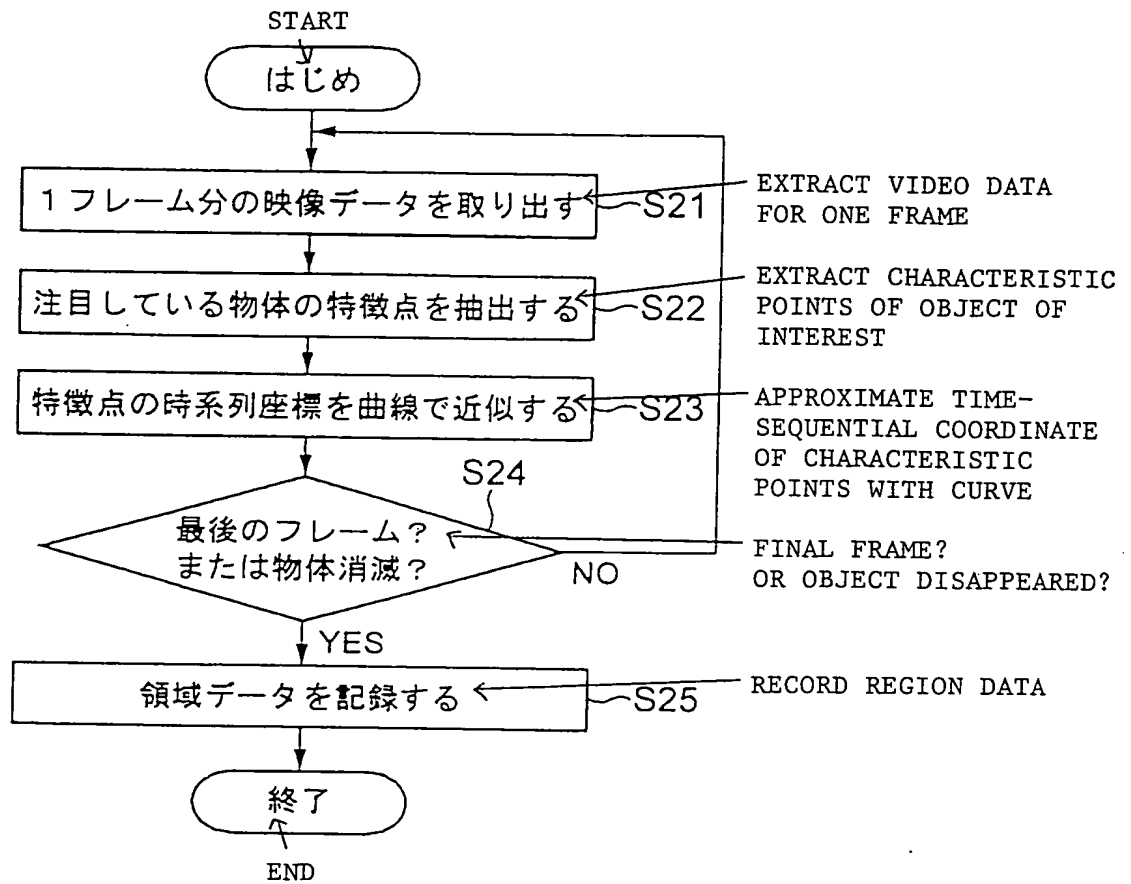 START
はじめ
1フレーム分の映像データを取り出す
S21
EXTRACT VIDEO DATA
FOR ONE FRAME
注目している物体の特徴点を抽出する
S22
EXTRACT CHARACTERISTIC
POINTS OF OBJECT OF
INTEREST
特徴点の時系列座標を曲線で近似する
S23
APPROXIMATE TIME-
SEQUENTIAL COORDINATE
OF CHARACTERISTIC
POINTS WITH CURVE
S24
最後のフレーム?
または物体消滅?
NO
FINAL FRAME?
OR OBJECT DISAPPEARED?
YES
領域データを記録する
S25
RECORD REGION DATA
終了
END